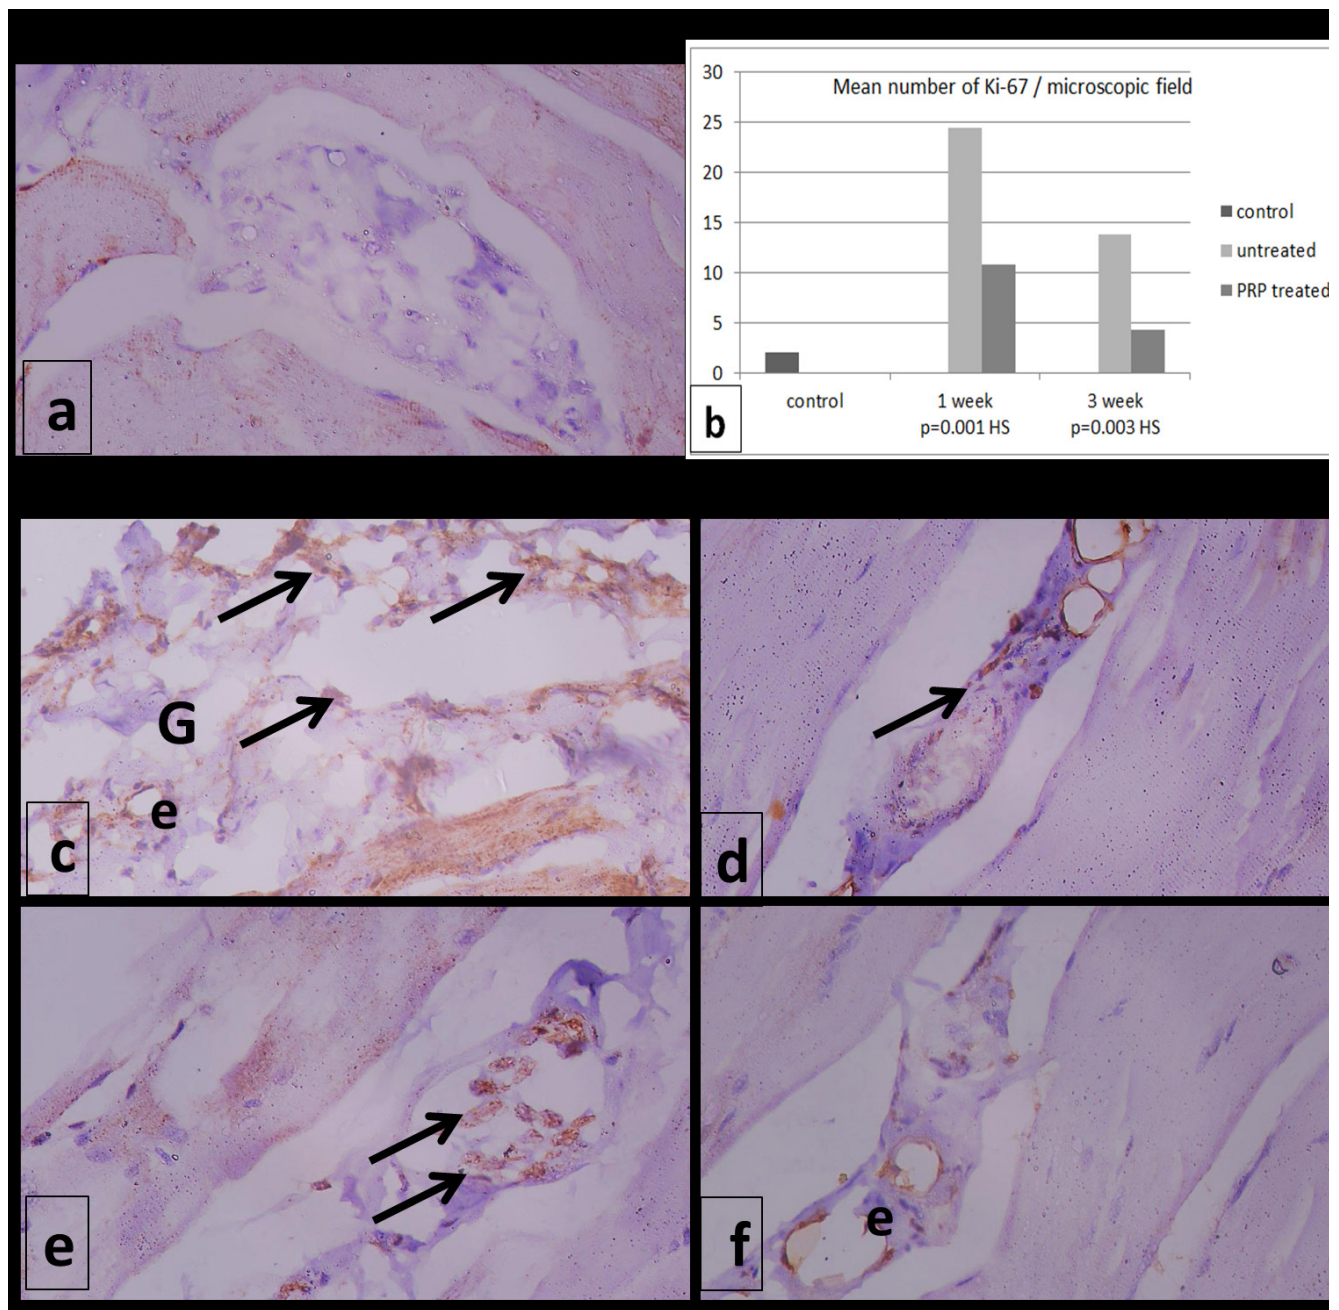 a
Mean number of Ki-67 / microscopic field
30
25
20
15
10
5
0
control
1 week
p=0.001 HS
3 week
p=0.003 HS
control
untreated
PRP treated
b
G
e
c
d
e
e
f